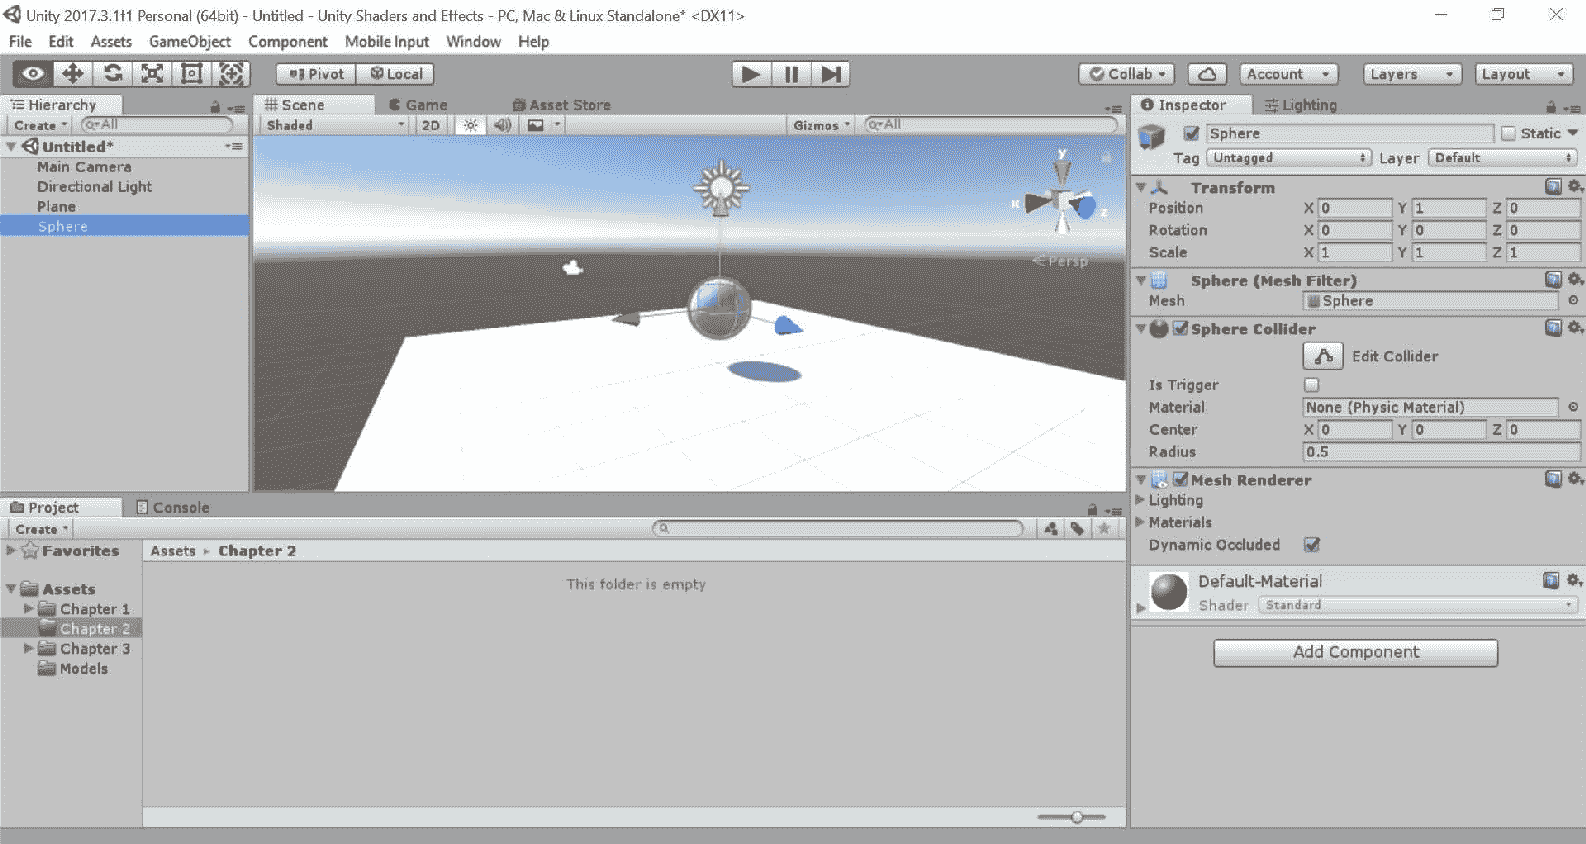 Unity 2017.3.1f1 Personal (64bit) - Untitled - Unity Shaders and Effects - PC, Mac & Linux Standalone* <DX11>
File Edit Assets GameObject Component Mobile Input Window Help
Pivot Local Collab Account Layers Layout
Hierarchy
Create All
Untitled*
Main Camera
Directional Light
Plane
Sphere
Scene Game Asset Store
Shaded 2D Gizmos All
y
x
z
Persp
Inspector Lighting
Sphere Static
Tag Untagged Layer Default
Transform
Position X 0 Y 1 Z 0
Rotation X 0 Y 0 Z 0
Scale X 1 Y 1 Z 1
Sphere (Mesh Filter)
Mesh Sphere
Sphere Collider
Edit Collider
Is Trigger
Material None (Physic Material)
Center X 0 Y 0 Z 0
Radius 0.5
Mesh Renderer
Lighting
Materials
Dynamic Occluded
Default-Material
Shader Standard
Add Component
Project Console
Create
Favorites
Assets
Chapter 1
Chapter 2
Chapter 3
Models
Assets Chapter 2
This folder is empty